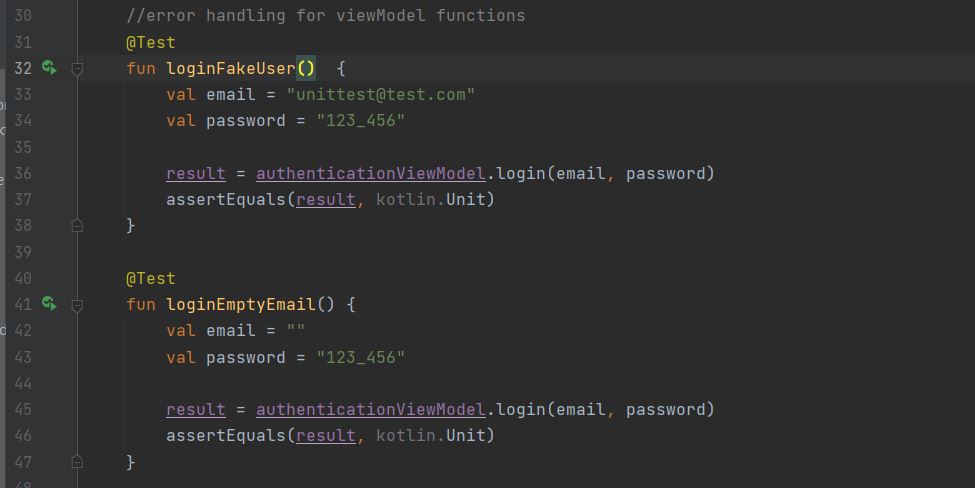 30 //error handling for viewModel functions
31 @Test
32 fun loginFakeUser() {
33 val email = "unittest@test.com"
34 val password = "123_456"
35
36 result = authenticationViewModel.login(email, password)
37 assertEquals(result, kotlin.Unit)
38 }
39
40 @Test
41 fun loginEmptyEmail() {
42 val email = ""
43 val password = "123_456"
44
45 result = authenticationViewModel.login(email, password)
46 assertEquals(result, kotlin.Unit)
47 }